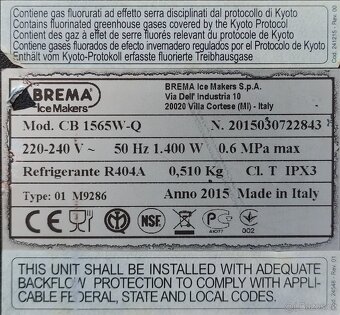 Contiene gas fluorurati ad effetto serra disciplinati dal protocollo di Kyoto
Contains fluorinated greenhouse gases covered by the Kyoto Protocol
Contient des gaz à effet de serre fluorés relevant du protocole de Kyoto
Contiene gases fluorados de efecto invernadero regulados por el Protocolo de Kyoto
Enthält vom Kyoto-Protokoll erfasste fluorierte Treibhausgase
Cod. 243215 Rev. 00
BREMA
Ice Makers
BREMA Ice Makers S.p.A.
Via Dell' Industria 10
20020 Villa Cortese (MI) - Italy
Mod. CB 1565W-Q N. 2015030722843
220-240 V ~ 50 Hz 1.400 W 0.6 MPa max
Refrigerante R404A 0,510 Kg Cl. T IPX3
Type: 01 M9286 Anno 2015 Made in Italy
CE
NSF
002
THIS UNIT SHALL BE INSTALLED WITH ADEQUATE
BACKFLOW PROTECTION TO COMPLY WITH APPLI-
CABLE FEDERAL, STATE AND LOCAL CODES.